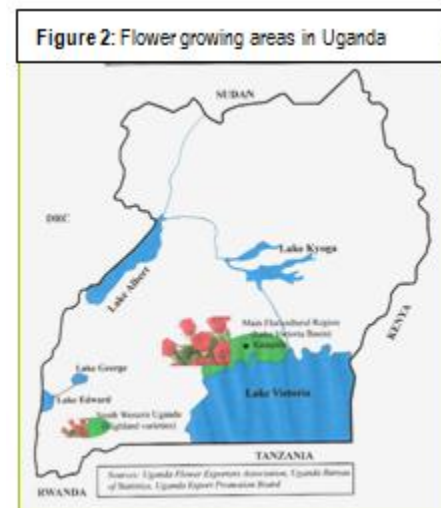 Figure 2: Flower growing areas in Uganda
SUDAN
DRC
Lake Kyoga
Lake Albert
KENYA
Main Floricultural Region
(Lake Victoria Basin)
Kampala
Lake George
Lake Victoria
Lake Edward
South Western Uganda
(Highland varieties)
TANZANIA
Sources: Uganda Flower Exporters Association, Uganda Bureau
of Statistics, Uganda Export Promotion Board
RWANDA